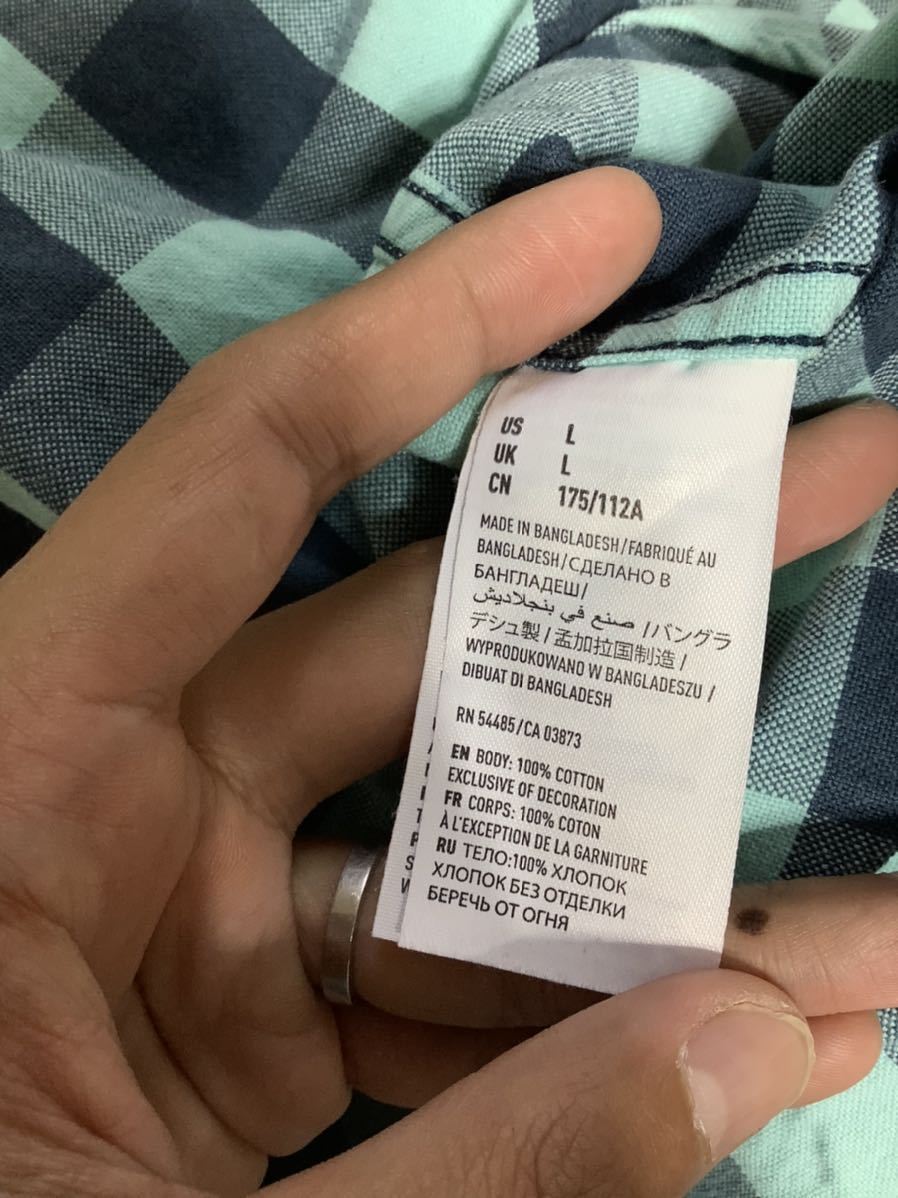 US L
UK L
CN 175/112A
MADE IN BANGLADESH/FABRIQUÉ AU
BANGLADESH/СДЕЛАНО В
БАНГЛАДЕШ/
صنع في بنجلاديش /バングラ
デシュ製/孟加拉国制造/
WYPRODUKOWANO W BANGLADESZU /
DIBUAT DI BANGLADESH
RN 54485/CA 03873
EN BODY: 100% COTTON
EXCLUSIVE OF DECORATION
FR CORPS: 100% COTON
À L'EXCEPTION DE LA GARNITURE
RU ТЕЛО:100% ХЛОПОК
ХЛОПОК БЕЗ ОТДЕЛКИ
БЕРЕЧЬ ОТ ОГНЯ